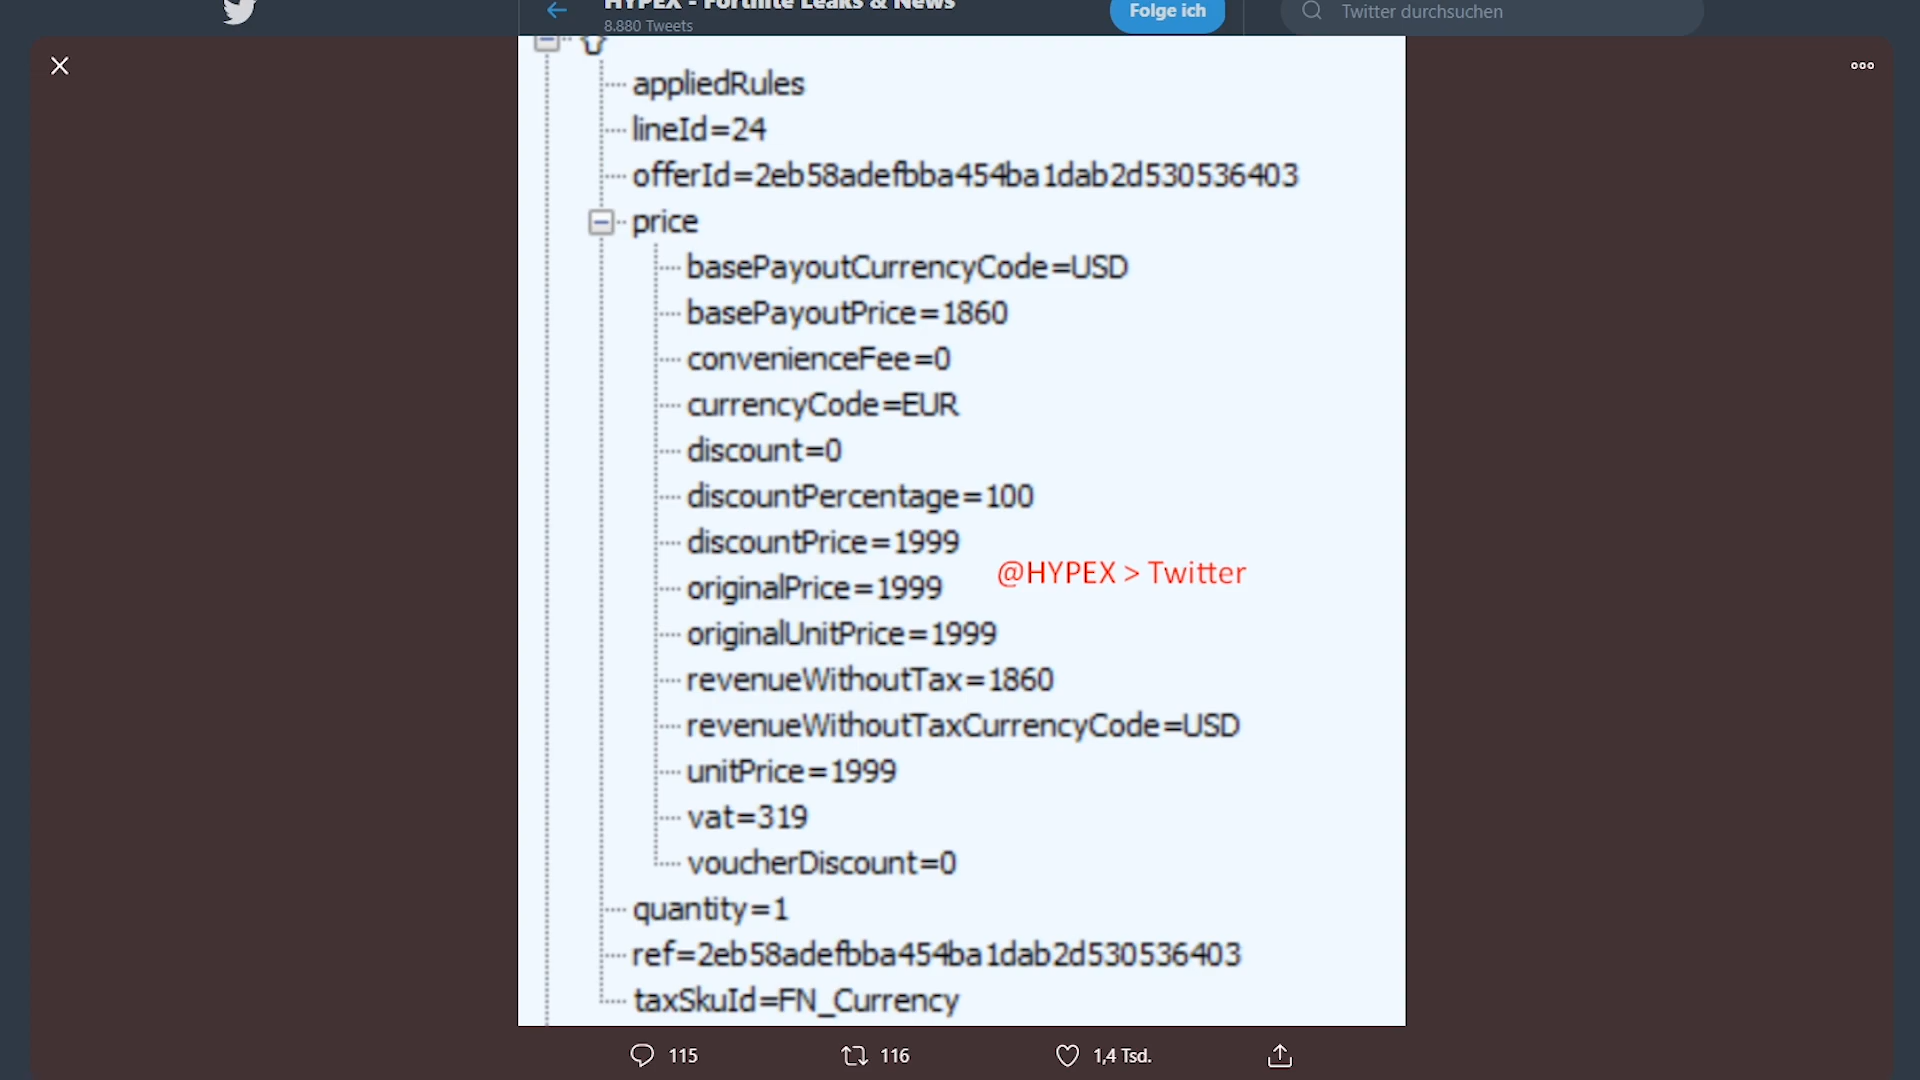 HYPEX - Fortnite Leaks & News
8.880 Tweets
Folge ich
Twitter durchsuchen
appliedRules
lineId=24
offerId=2eb58adefbba454ba1dab2d530536403
price
basePayoutCurrencyCode=USD
basePayoutPrice=1860
convenienceFee=0
currencyCode=EUR
discount=0
discountPercentage=100
discountPrice=1999
@HYPEX > Twitter
originalPrice=1999
originalUnitPrice=1999
revenueWithoutTax=1860
revenueWithoutTaxCurrencyCode=USD
unitPrice=1999
vat=319
voucherDiscount=0
quantity=1
ref=2eb58adefbba454ba1dab2d530536403
taxSkuId=FN_Currency
115
116
1,4 Tsd.